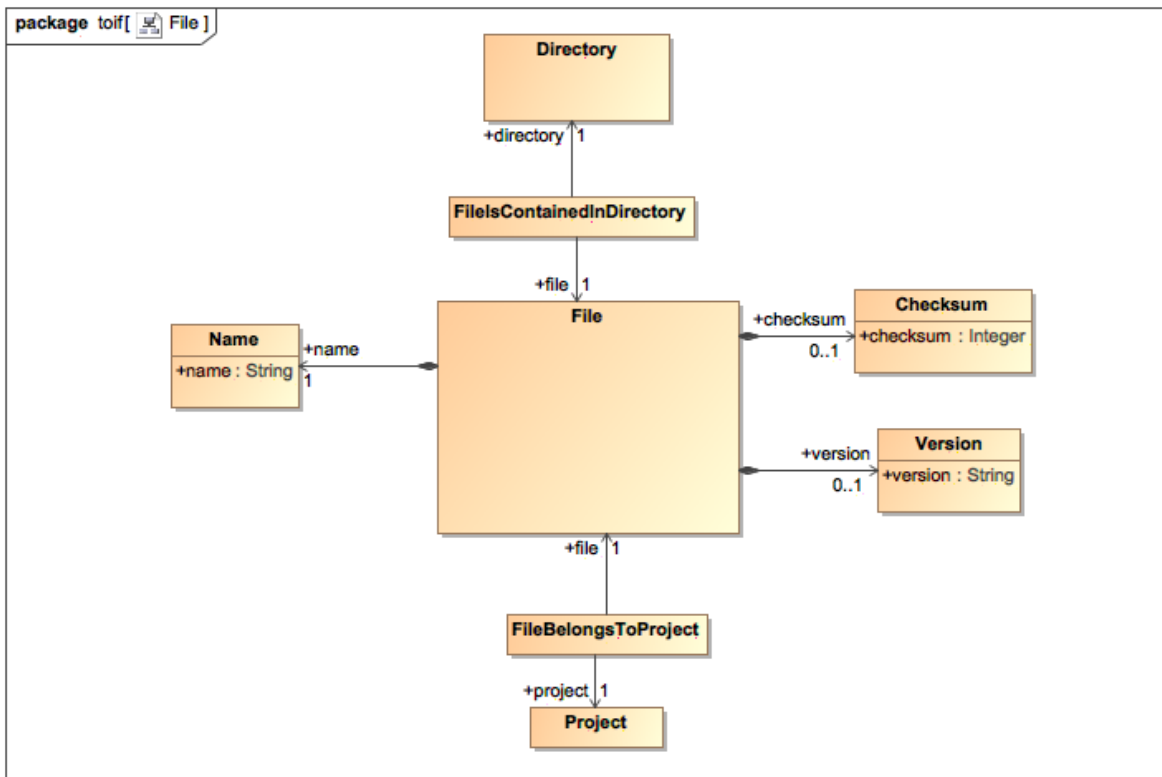 package toif[ File ]
Directory
+directory 1
FileIsContainedInDirectory
+file 1
File
Name
+name : String
+name
1
+checksum
0..1
Checksum
+checksum : Integer
+version
0..1
Version
+version : String
+file 1
FileBelongsToProject
+project 1
Project